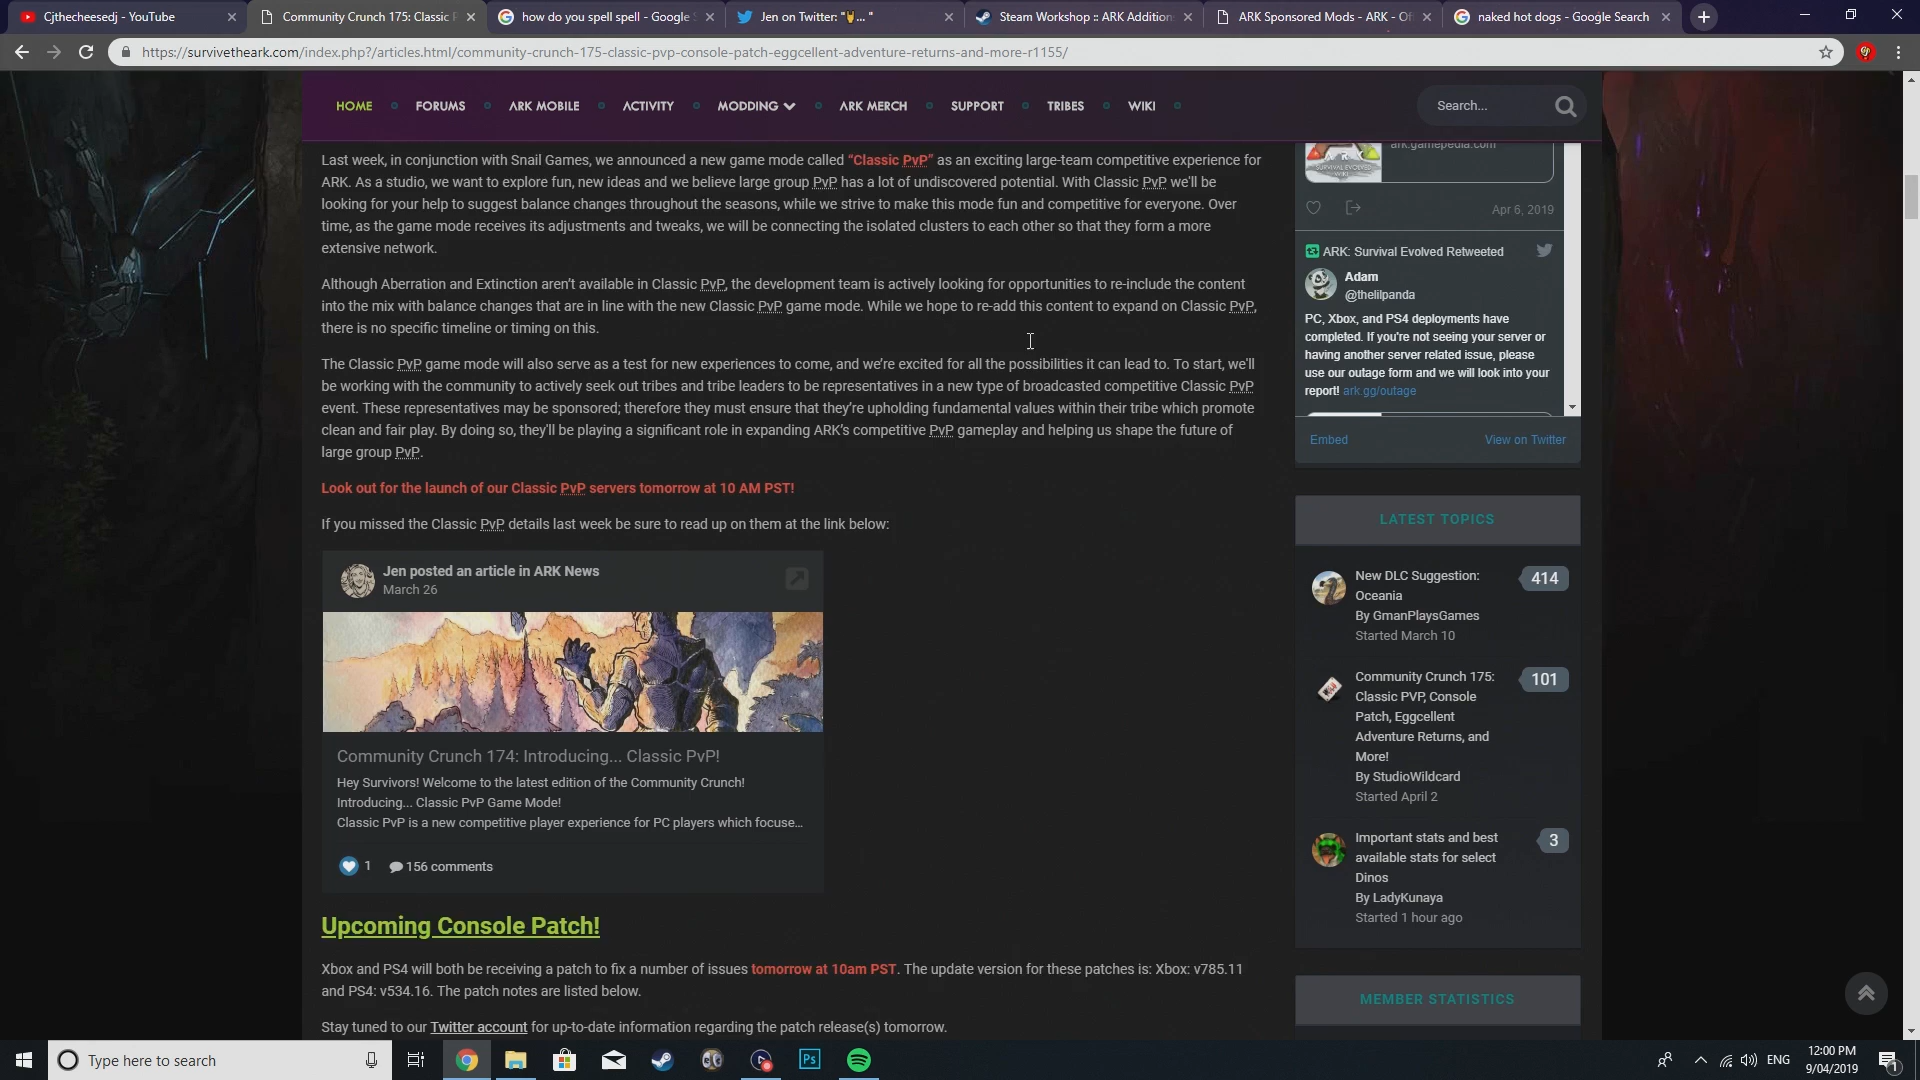 Cjthecheesedj - YouTube
Community Crunch 175: Classic P
how do you spell spell - Google S
Jen on Twitter: "
..."
Steam Workshop :: ARK Addition
ARK Sponsored Mods - ARK - Of
naked hot dogs - Google Search
https://survivetheark.com/index.php?/articles.html/community-crunch-175-classic-pvp-console-patch-eggcellent-adventure-returns-and-more-r1155/
HOME
FORUMS
ARK MOBILE
ACTIVITY
MODDING
ARK MERCH
SUPPORT
TRIBES
WIKI
Search...
Last week, in conjunction with Snail Games, we announced a new game mode called "Classic PvP" as an exciting large-team competitive experience for
ARK. As a studio, we want to explore fun, new ideas and we believe large group PvP has a lot of undiscovered potential. With Classic PvP we'll be
looking for your help to suggest balance changes throughout the seasons, while we strive to make this mode fun and competitive for everyone. Over
time, as the game mode receives its adjustments and tweaks, we will be connecting the isolated clusters to each other so that they form a more
extensive network.
Although Aberration and Extinction aren't available in Classic PvP, the development team is actively looking for opportunities to re-include the content
into the mix with balance changes that are in line with the new Classic PvP game mode. While we hope to re-add this content to expand on Classic PvP,
there is no specific timeline or timing on this.
The Classic PvP game mode will also serve as a test for new experiences to come, and we're excited for all the possibilities it can lead to. To start, we'll
be working with the community to actively seek out tribes and tribe leaders to be representatives in a new type of broadcasted competitive Classic PvP
event. These representatives may be sponsored; therefore they must ensure that they're upholding fundamental values within their tribe which promote
clean and fair play. By doing so, they'll be playing a significant role in expanding ARK's competitive PvP gameplay and helping us shape the future of
large group PvP.
Look out for the launch of our Classic PvP servers tomorrow at 10 AM PST!
If you missed the Classic PvP details last week be sure to read up on them at the link below:
Jen posted an article in ARK News
March 26
Community Crunch 174: Introducing... Classic PvP!
Hey Survivors! Welcome to the latest edition of the Community Crunch!
Introducing... Classic PvP Game Mode!
Classic PvP is a new competitive player experience for PC players which focuse...
1
156 comments
Upcoming Console Patch!
Xbox and PS4 will both be receiving a patch to fix a number of issues tomorrow at 10am PST. The update version for these patches is: Xbox: v785.11
and PS4: v534.16. The patch notes are listed below.
Stay tuned to our Twitter account for up-to-date information regarding the patch release(s) tomorrow.
ark.gamepedia.com
ARK
SURVIVAL EVOLVED
WIKI
Apr 6, 2019
ARK: Survival Evolved Retweeted
Adam
@thelilpanda
PC, Xbox, and PS4 deployments have
completed. If you're not seeing your server or
having another server related issue, please
use our outage form and we will look into your
report! ark.gg/outage
Embed
View on Twitter
LATEST TOPICS
New DLC Suggestion:
Oceania
By GmanPlaysGames
Started March 10
414
Community Crunch 175:
Classic PVP, Console
Patch, Eggcellent
Adventure Returns, and
More!
By StudioWildcard
Started April 2
101
Important stats and best
available stats for select
Dinos
By LadyKunaya
Started 1 hour ago
3
MEMBER STATISTICS
Type here to search
Ps
ENG
12:00 PM
9/04/2019
1